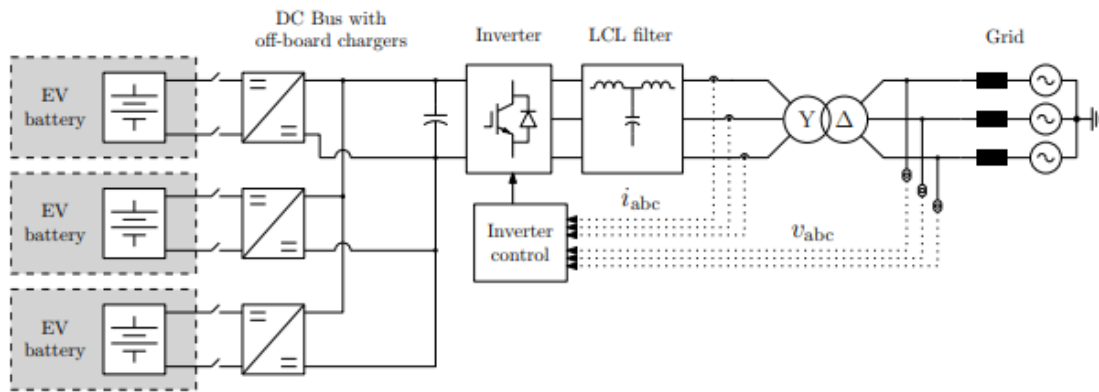 DC Bus with
off-board chargers
Inverter
LCL filter
Grid
EV
battery
Y Δ
EV
battery
i_abc
Inverter
control
v_abc
EV
battery